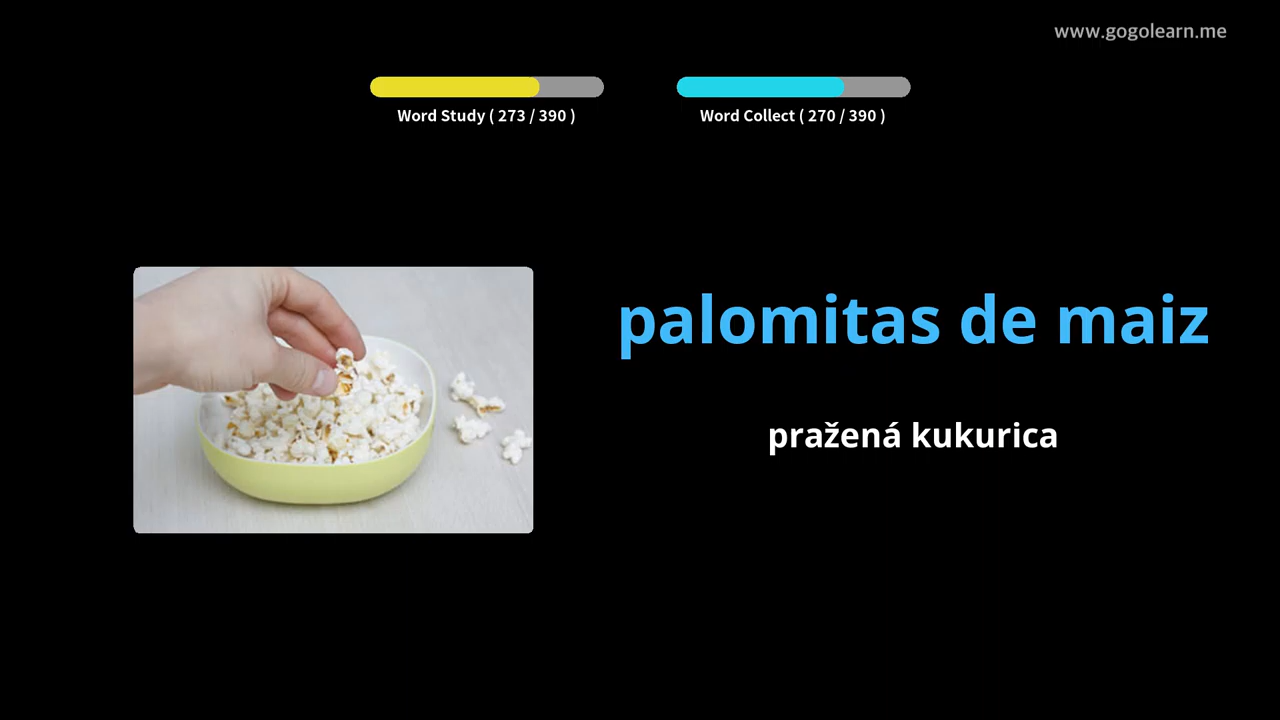 www.gogolearn.me
Word Study ( 273 / 390 )
Word Collect ( 270 / 390 )
palomitas de maiz
pražená kukurica